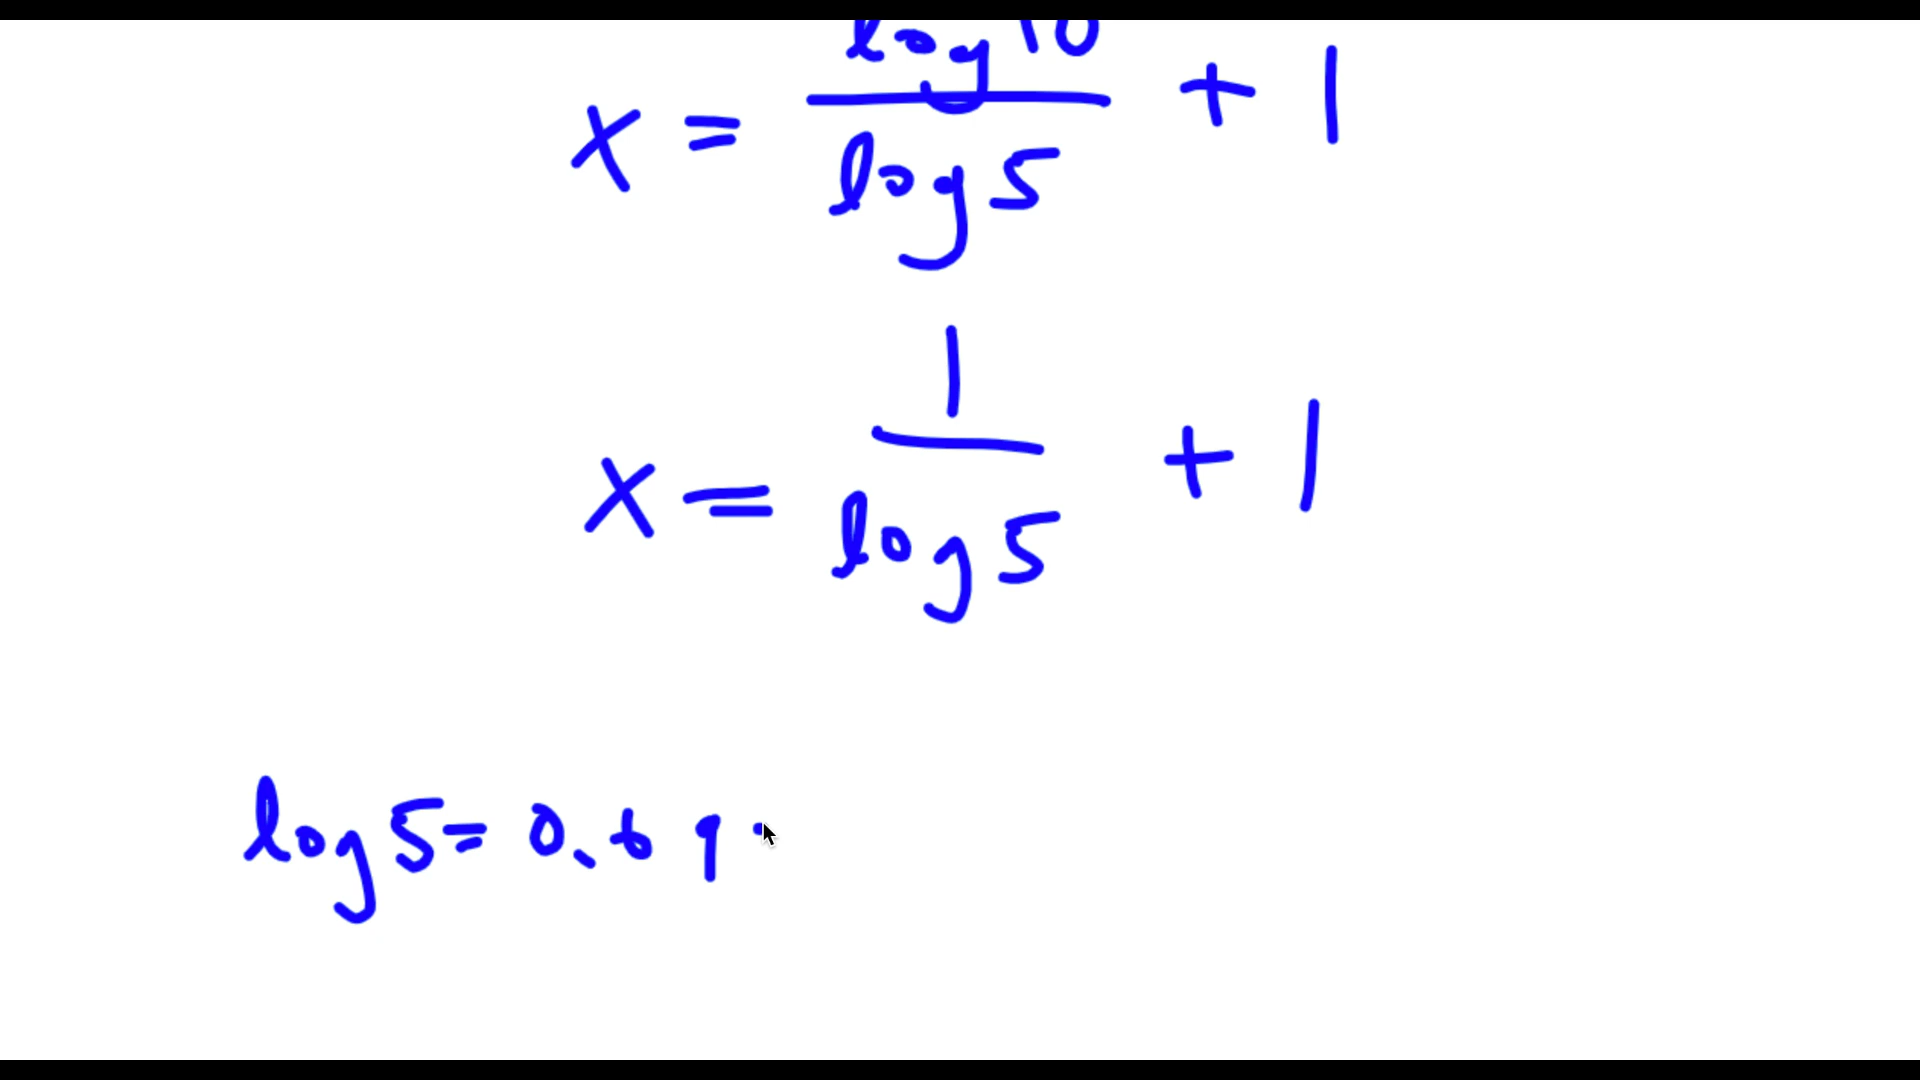 x = log 10 / log 5 + 1
x = 1 / log 5 + 1
log 5 = 0.69